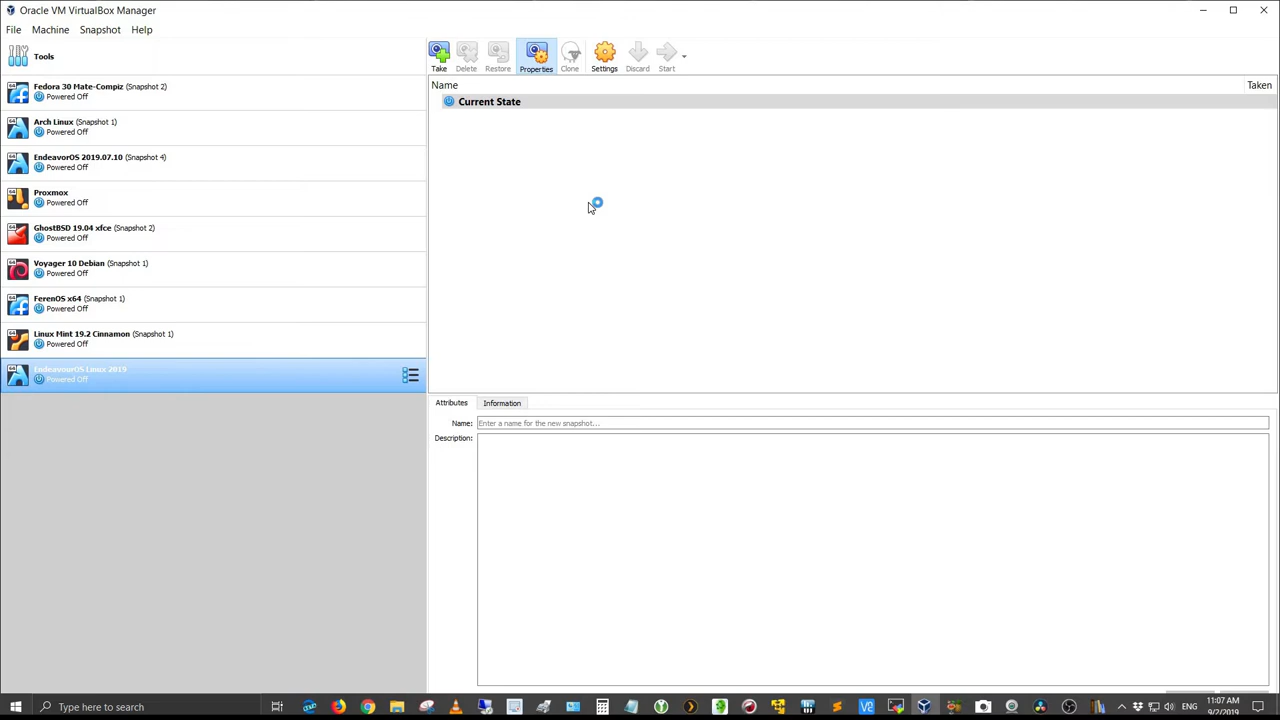 Oracle VM VirtualBox Manager
File Machine Snapshot Help
Tools
Take Delete Restore Properties Clone Settings Discard Start
Name Taken
Current State
Fedora 30 Mate-Compiz (Snapshot 2)
Powered Off
Arch Linux (Snapshot 1)
Powered Off
EndeavorOS 2019.07.10 (Snapshot 4)
Powered Off
Proxmox
Powered Off
GhostBSD 19.04 xfce (Snapshot 2)
Powered Off
Voyager 10 Debian (Snapshot 1)
Powered Off
FerenOS x64 (Snapshot 1)
Powered Off
Linux Mint 19.2 Cinnamon (Snapshot 1)
Powered Off
EndeavourOS Linux 2019
Powered Off
Attributes Information
Name: Enter a name for the new snapshot...
Description:
Type here to search
ENG
11:07 AM
9/2/2019